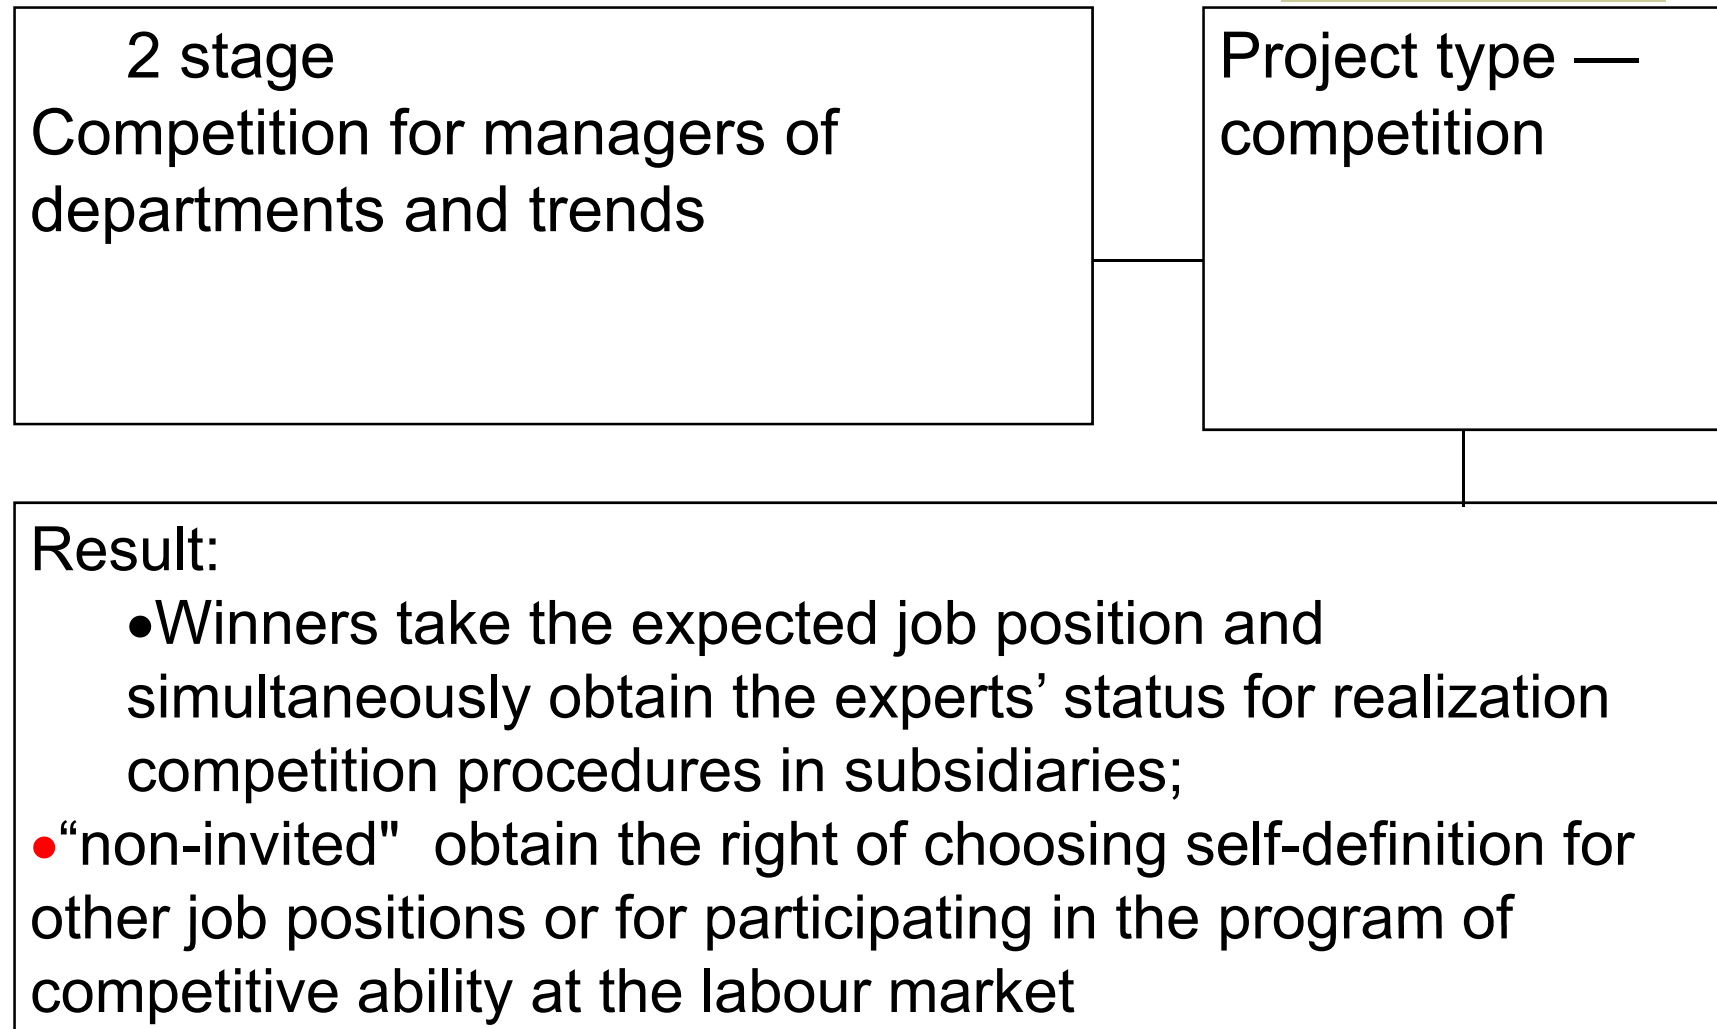 2 stage
Competition for managers of
departments and trends
Project type —
competition
Result:
•Winners take the expected job position and
simultaneously obtain the experts’ status for realization
competition procedures in subsidiaries;
•“non-invited"  obtain the right of choosing self-definition for
other job positions or for participating in the program of
competitive ability at the labour market